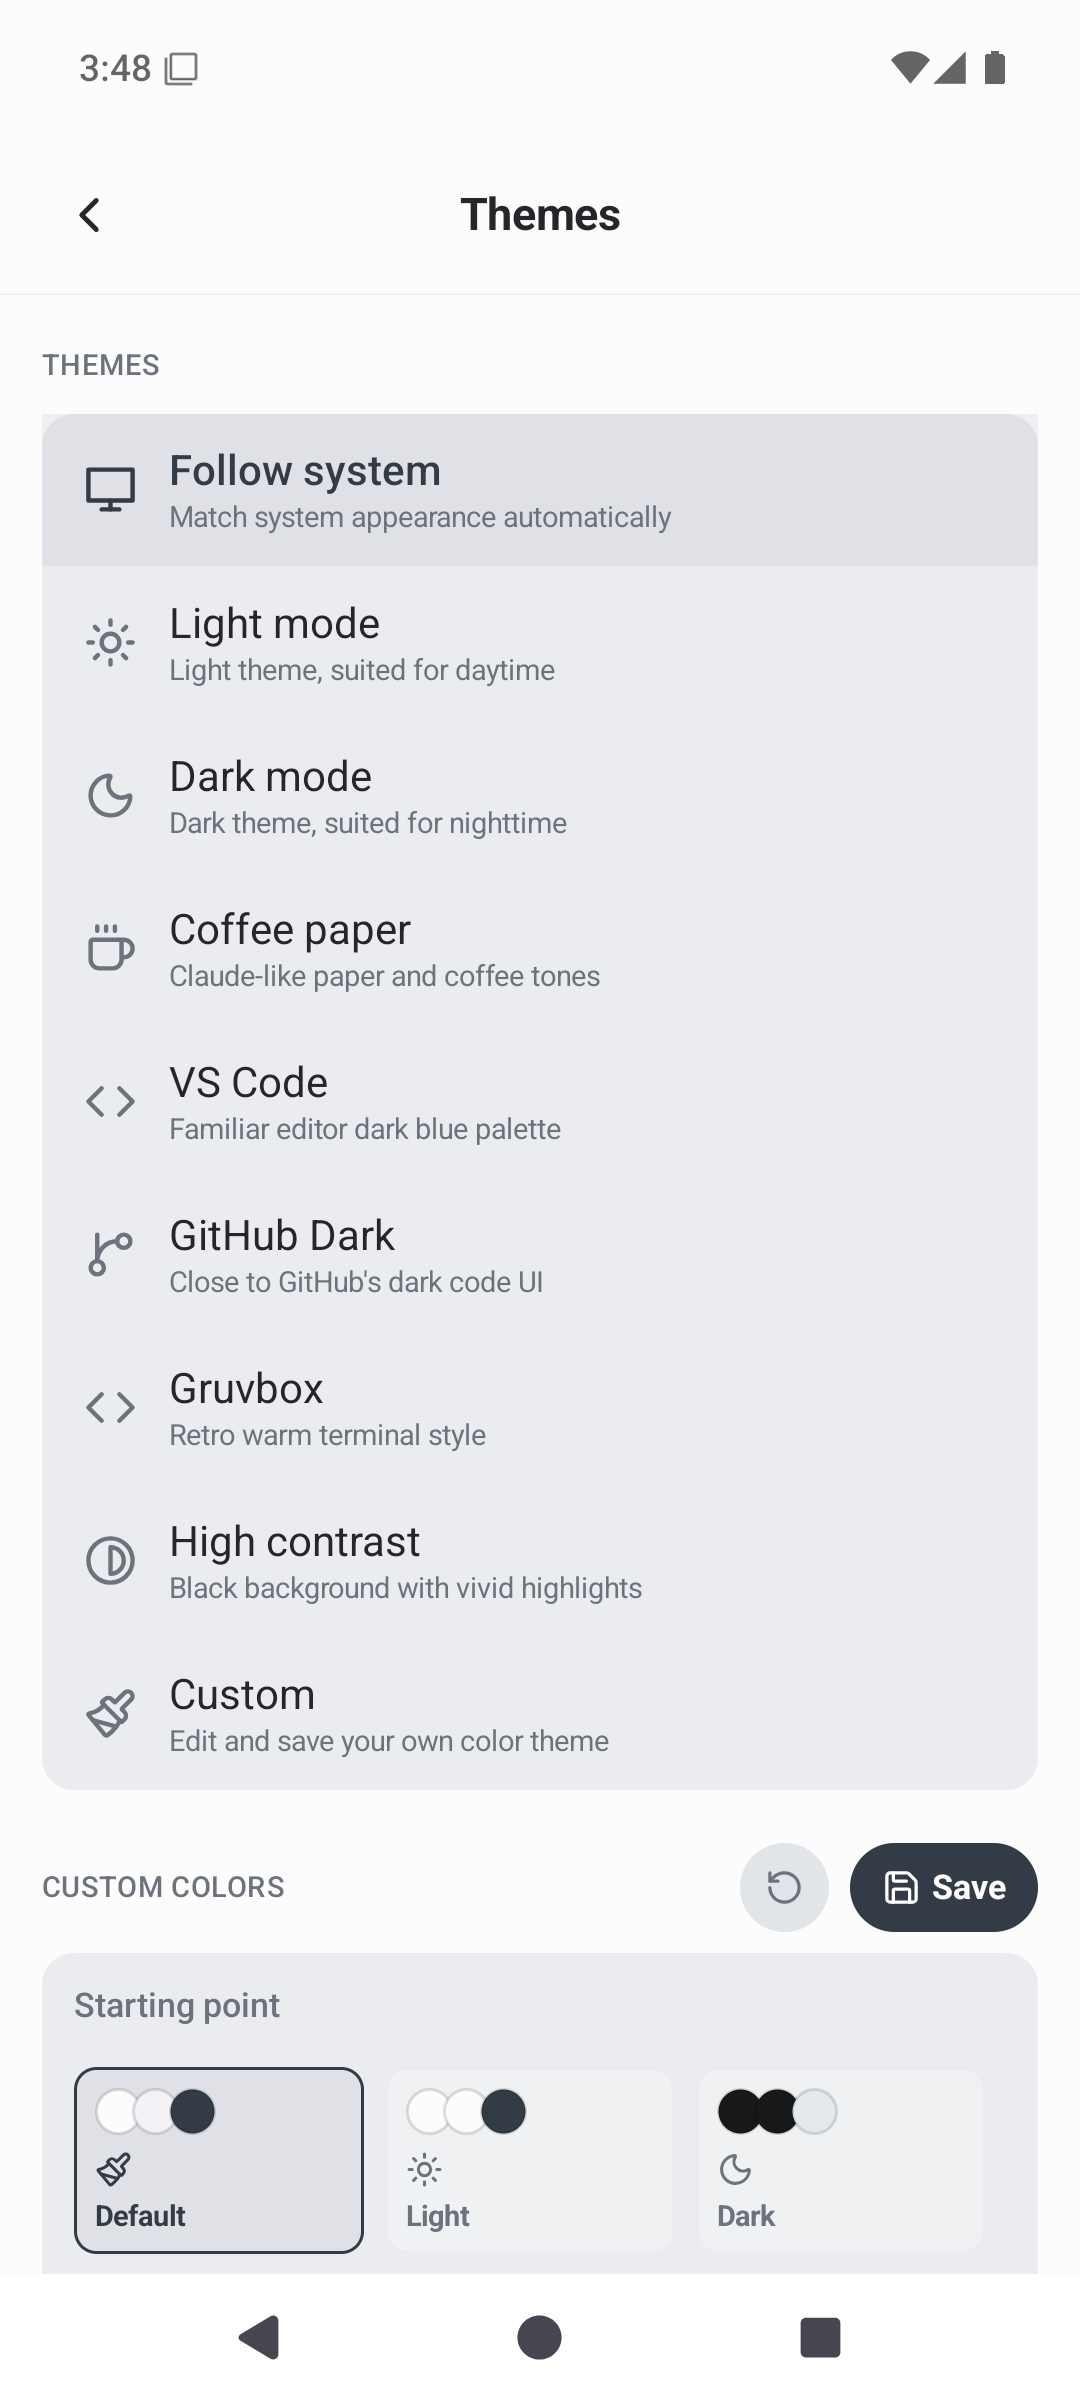 3:48
Themes
THEMES
Follow system
Match system appearance automatically
Light mode
Light theme, suited for daytime
Dark mode
Dark theme, suited for nighttime
Coffee paper
Claude-like paper and coffee tones
VS Code
Familiar editor dark blue palette
GitHub Dark
Close to GitHub's dark code UI
Gruvbox
Retro warm terminal style
High contrast
Black background with vivid highlights
Custom
Edit and save your own color theme
CUSTOM COLORS
Save
Starting point
Default
Light
Dark